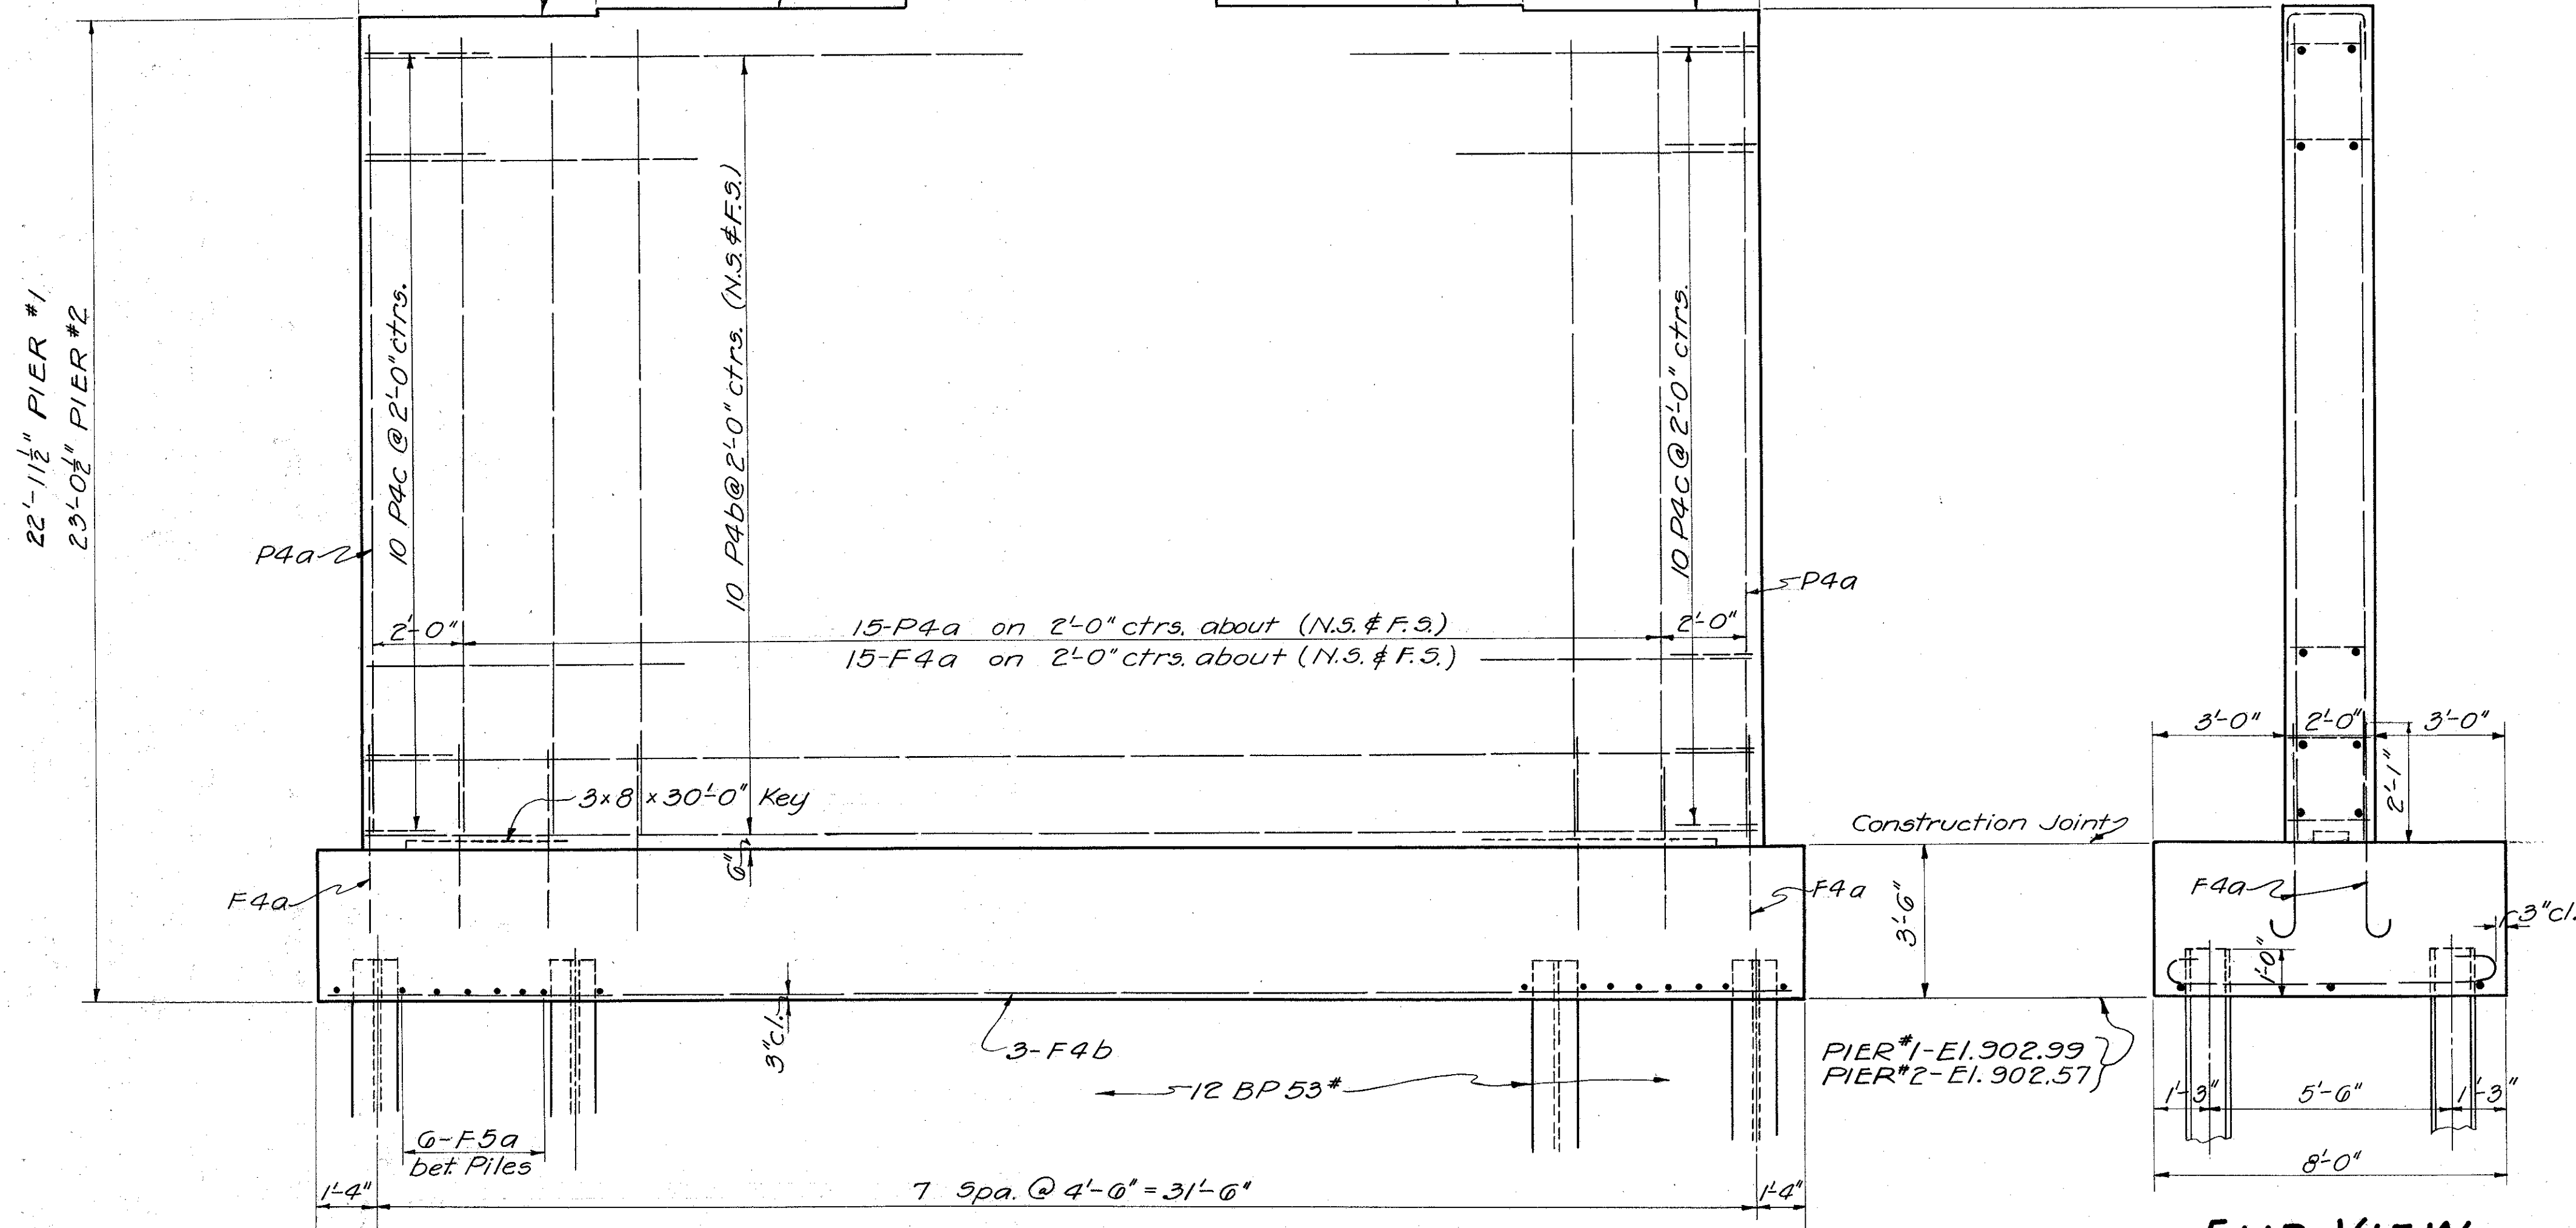 22'-11½" PIER #1
23'-0½" PIER #2
10 P4c @ 2'-0" ctrs.
10 P4b @ 2'-0" ctrs. (N.S. & F.S.)
10 P4c @ 2'-0" ctrs.
P4a
P4a
2'-0"
15-P4a on 2'-0" ctrs. about (N.S. & F.S.)
2'-0"
15-F4a on 2'-0" ctrs. about (N.S. & F.S.)
3'-0"
2'-0"
3'-0"
2'-1"
3x8 x30'-0" Key
Construction Joint
6"
F4a
F4a
3'-6"
F4a
3"cl.
1'-0"
3"cl.
3-F4b
PIER #1-El. 902.99
PIER #2-El. 902.57
12 BP 53#
1'-3"
5'-6"
1'-3"
6-F5a
bet. Piles
8'-0"
1'-4"
7 Spa. @ 4'-6" = 31'-6"
1'-4"
END VIEW